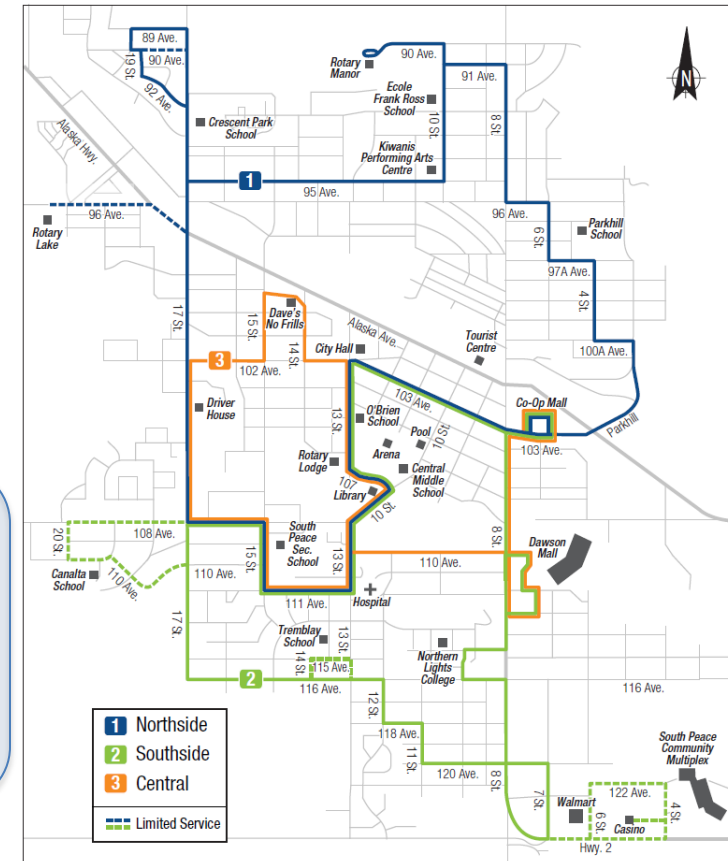 89 Ave.
90 Ave.
19 St.
92 Ave.
Rotary
Manor
90 Ave.
91 Ave.
N
Ecole
Frank Ross
School
10 St.
8 St.
Crescent Park
School
Alaska Hwy.
Kiwanis
Performing Arts
Centre
1
95 Ave.
96 Ave.
Rotary
Lake
96 Ave.
6 St.
Parkhill
School
97A Ave.
4 St.
17 St.
15 St.
Dave's
No Frills
14 St.
Alaska Ave.
City Hall
Tourist
Centre
100A Ave.
3
102 Ave.
Driver
House
13 St.
103 Ave.
O'Brien
School
Pool
10 St.
Arena
Co-Op Mall
Parkhill
103 Ave.
Rotary
Lodge
107
Library
Central
Middle
School
10 St.
8 St.
Dawson
Mall
20 St.
108 Ave.
110 Ave.
Canalta
School
110 Ave.
15 St.
South
Peace
Sec.
School
13 St.
110 Ave.
111 Ave.
Hospital
17 St.
Tremblay
School
13 St.
14 St.
115 Ave.
Northern
Lights
College
2
116 Ave.
116 Ave.
12 St.
118 Ave.
11 St.
120 Ave.
8 St.
7 St.
South Peace
Community
Multiplex
Walmart
122 Ave.
6 St.
4 St.
Casino
Hwy. 2
1 Northside
2 Southside
3 Central
Limited Service